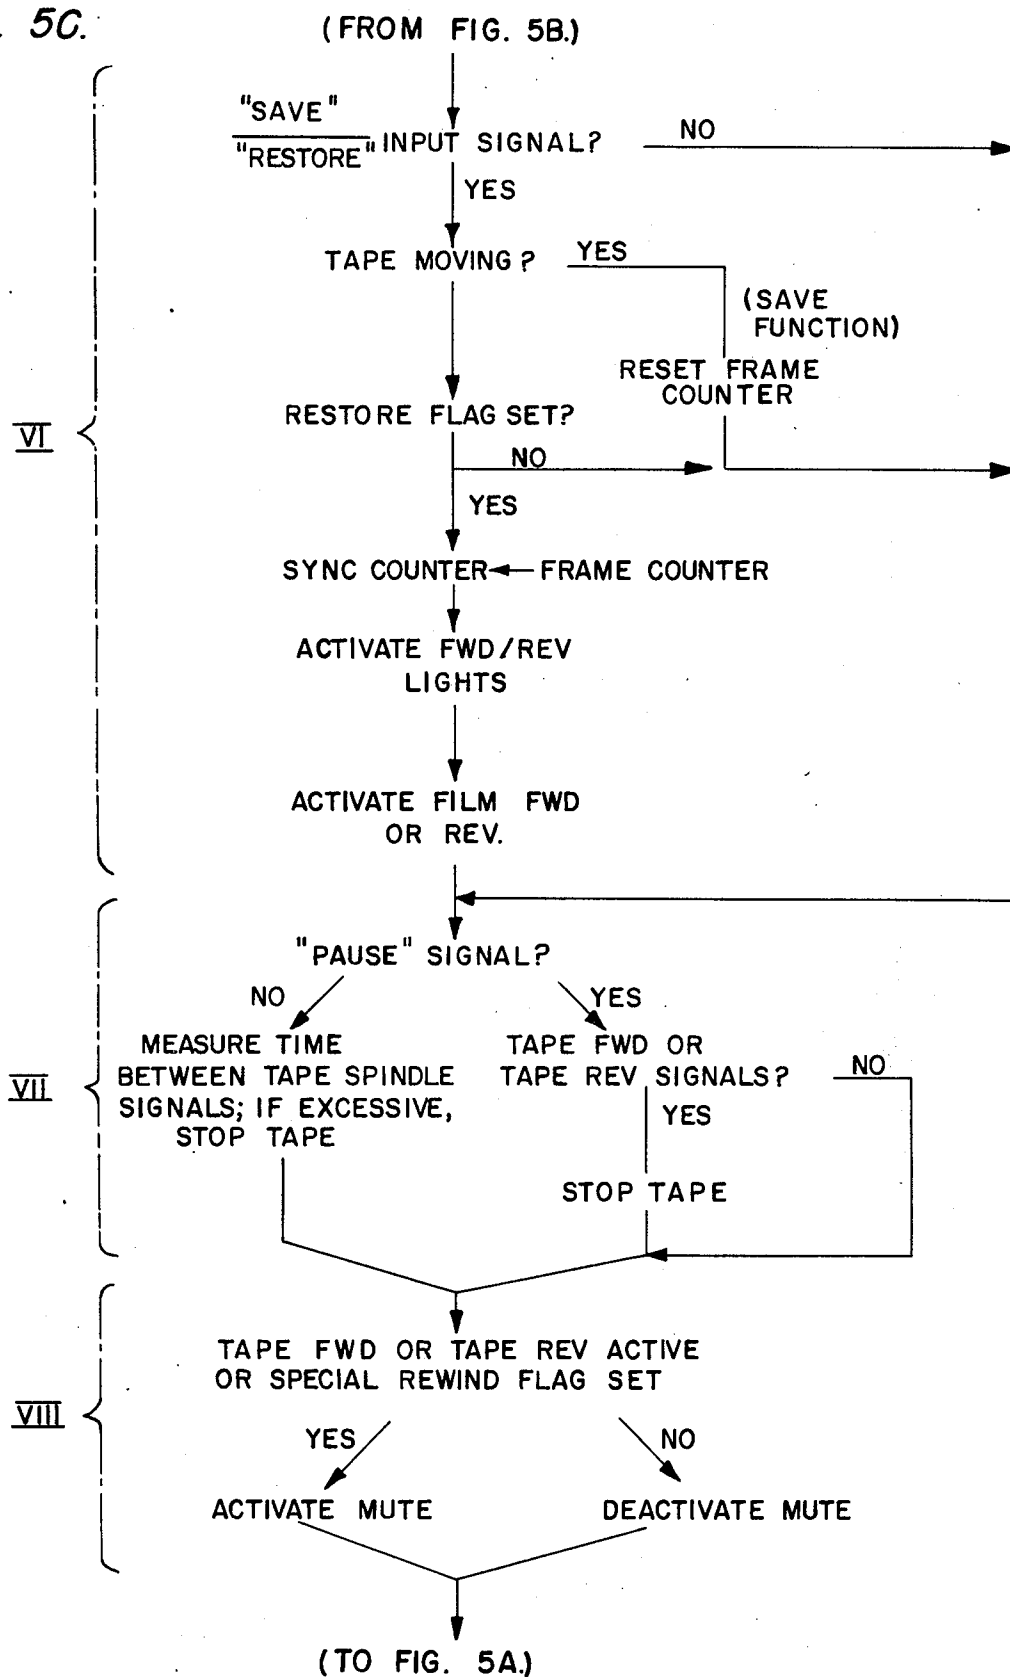 . 5C.
(FROM FIG. 5B.)
"SAVE"
"RESTORE" INPUT SIGNAL?
NO
YES
TAPE MOVING?
YES
(SAVE
FUNCTION)
RESET FRAME
COUNTER
RESTORE FLAG SET?
NO
YES
VI
SYNC COUNTER
FRAME COUNTER
ACTIVATE FWD/REV
LIGHTS
ACTIVATE FILM FWD
OR REV.
"PAUSE" SIGNAL?
NO
YES
MEASURE TIME
BETWEEN TAPE SPINDLE
SIGNALS; IF EXCESSIVE,
STOP TAPE
TAPE FWD OR
TAPE REV SIGNALS?
NO
YES
STOP TAPE
VII
TAPE FWD OR TAPE REV ACTIVE
OR SPECIAL REWIND FLAG SET
VIII
YES
NO
ACTIVATE MUTE
DEACTIVATE MUTE
(TO FIG. 5A.)